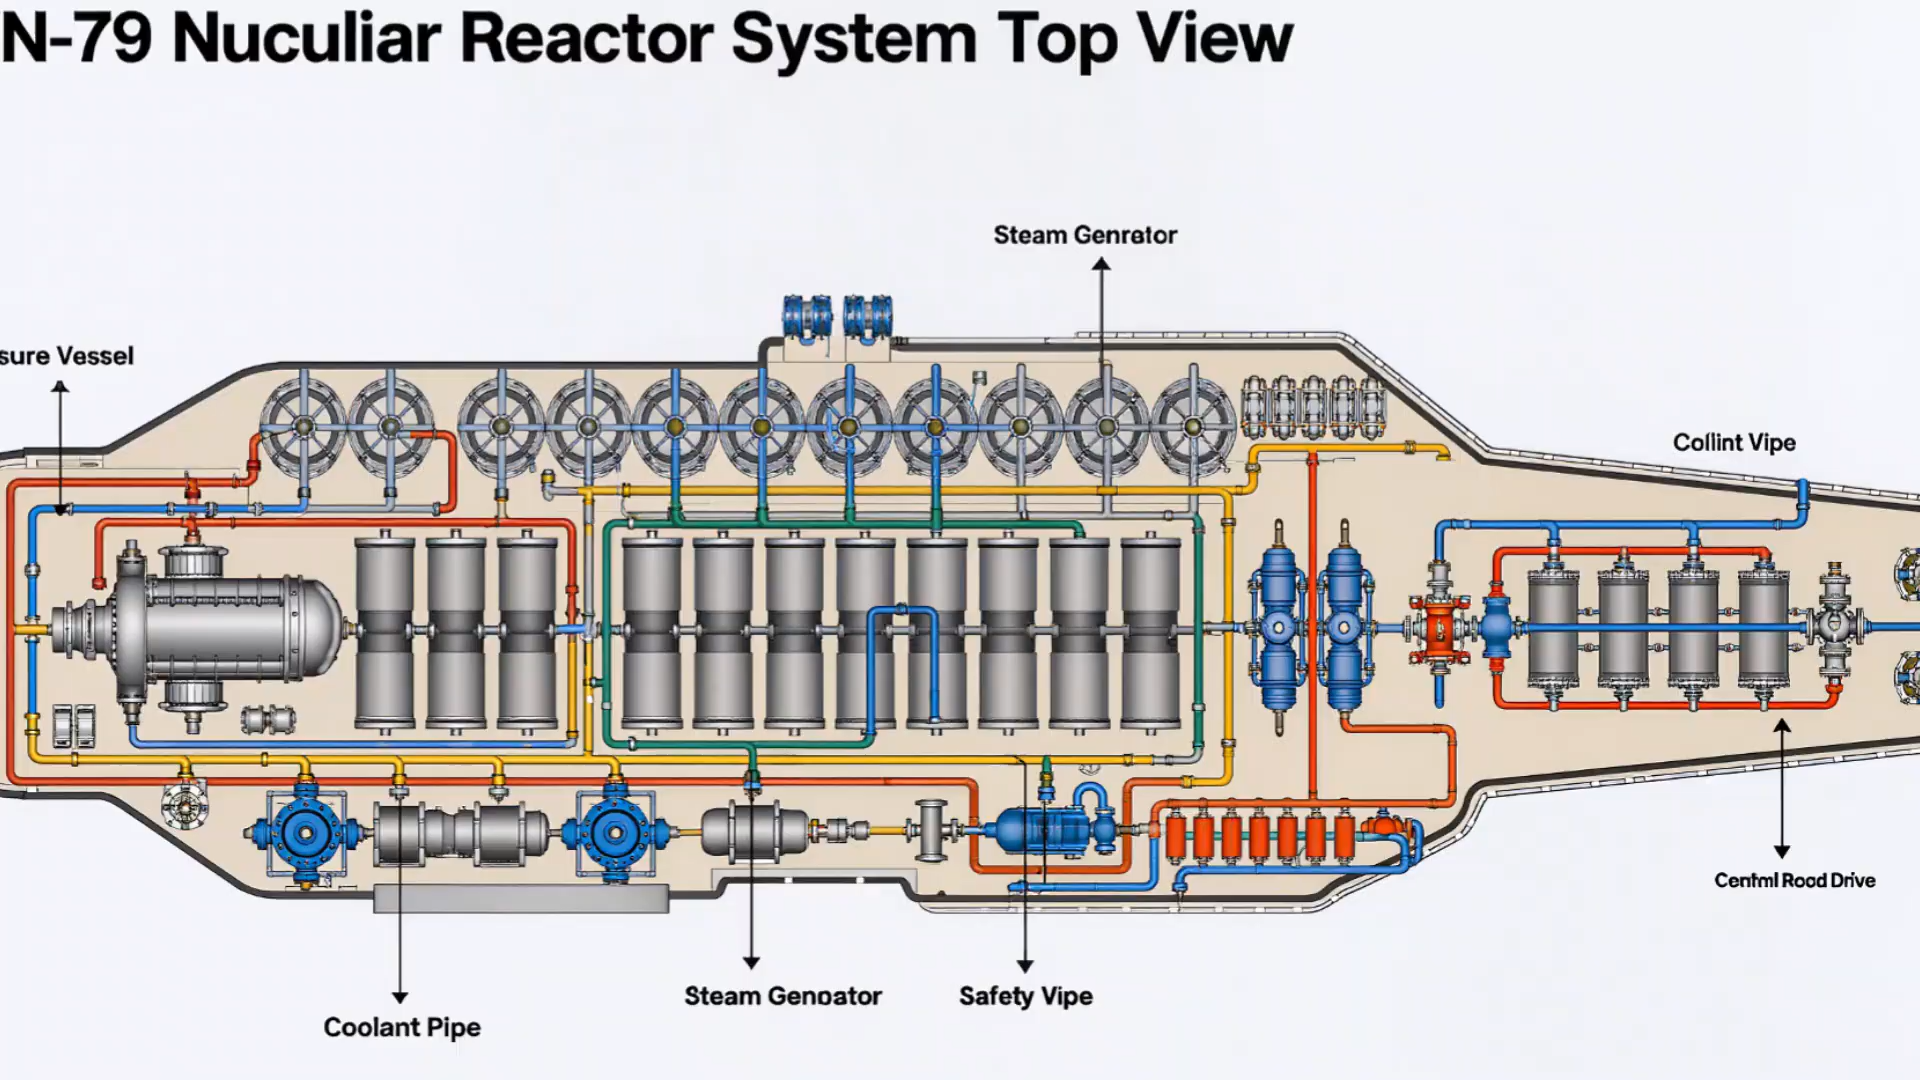 N-79 Nuculiar Reactor System Top View
Steam Genrator
sure Vessel
Collint Vipe
Centml Rood Drive
Steam Genpator
Safety Vipe
Coolant Pipe